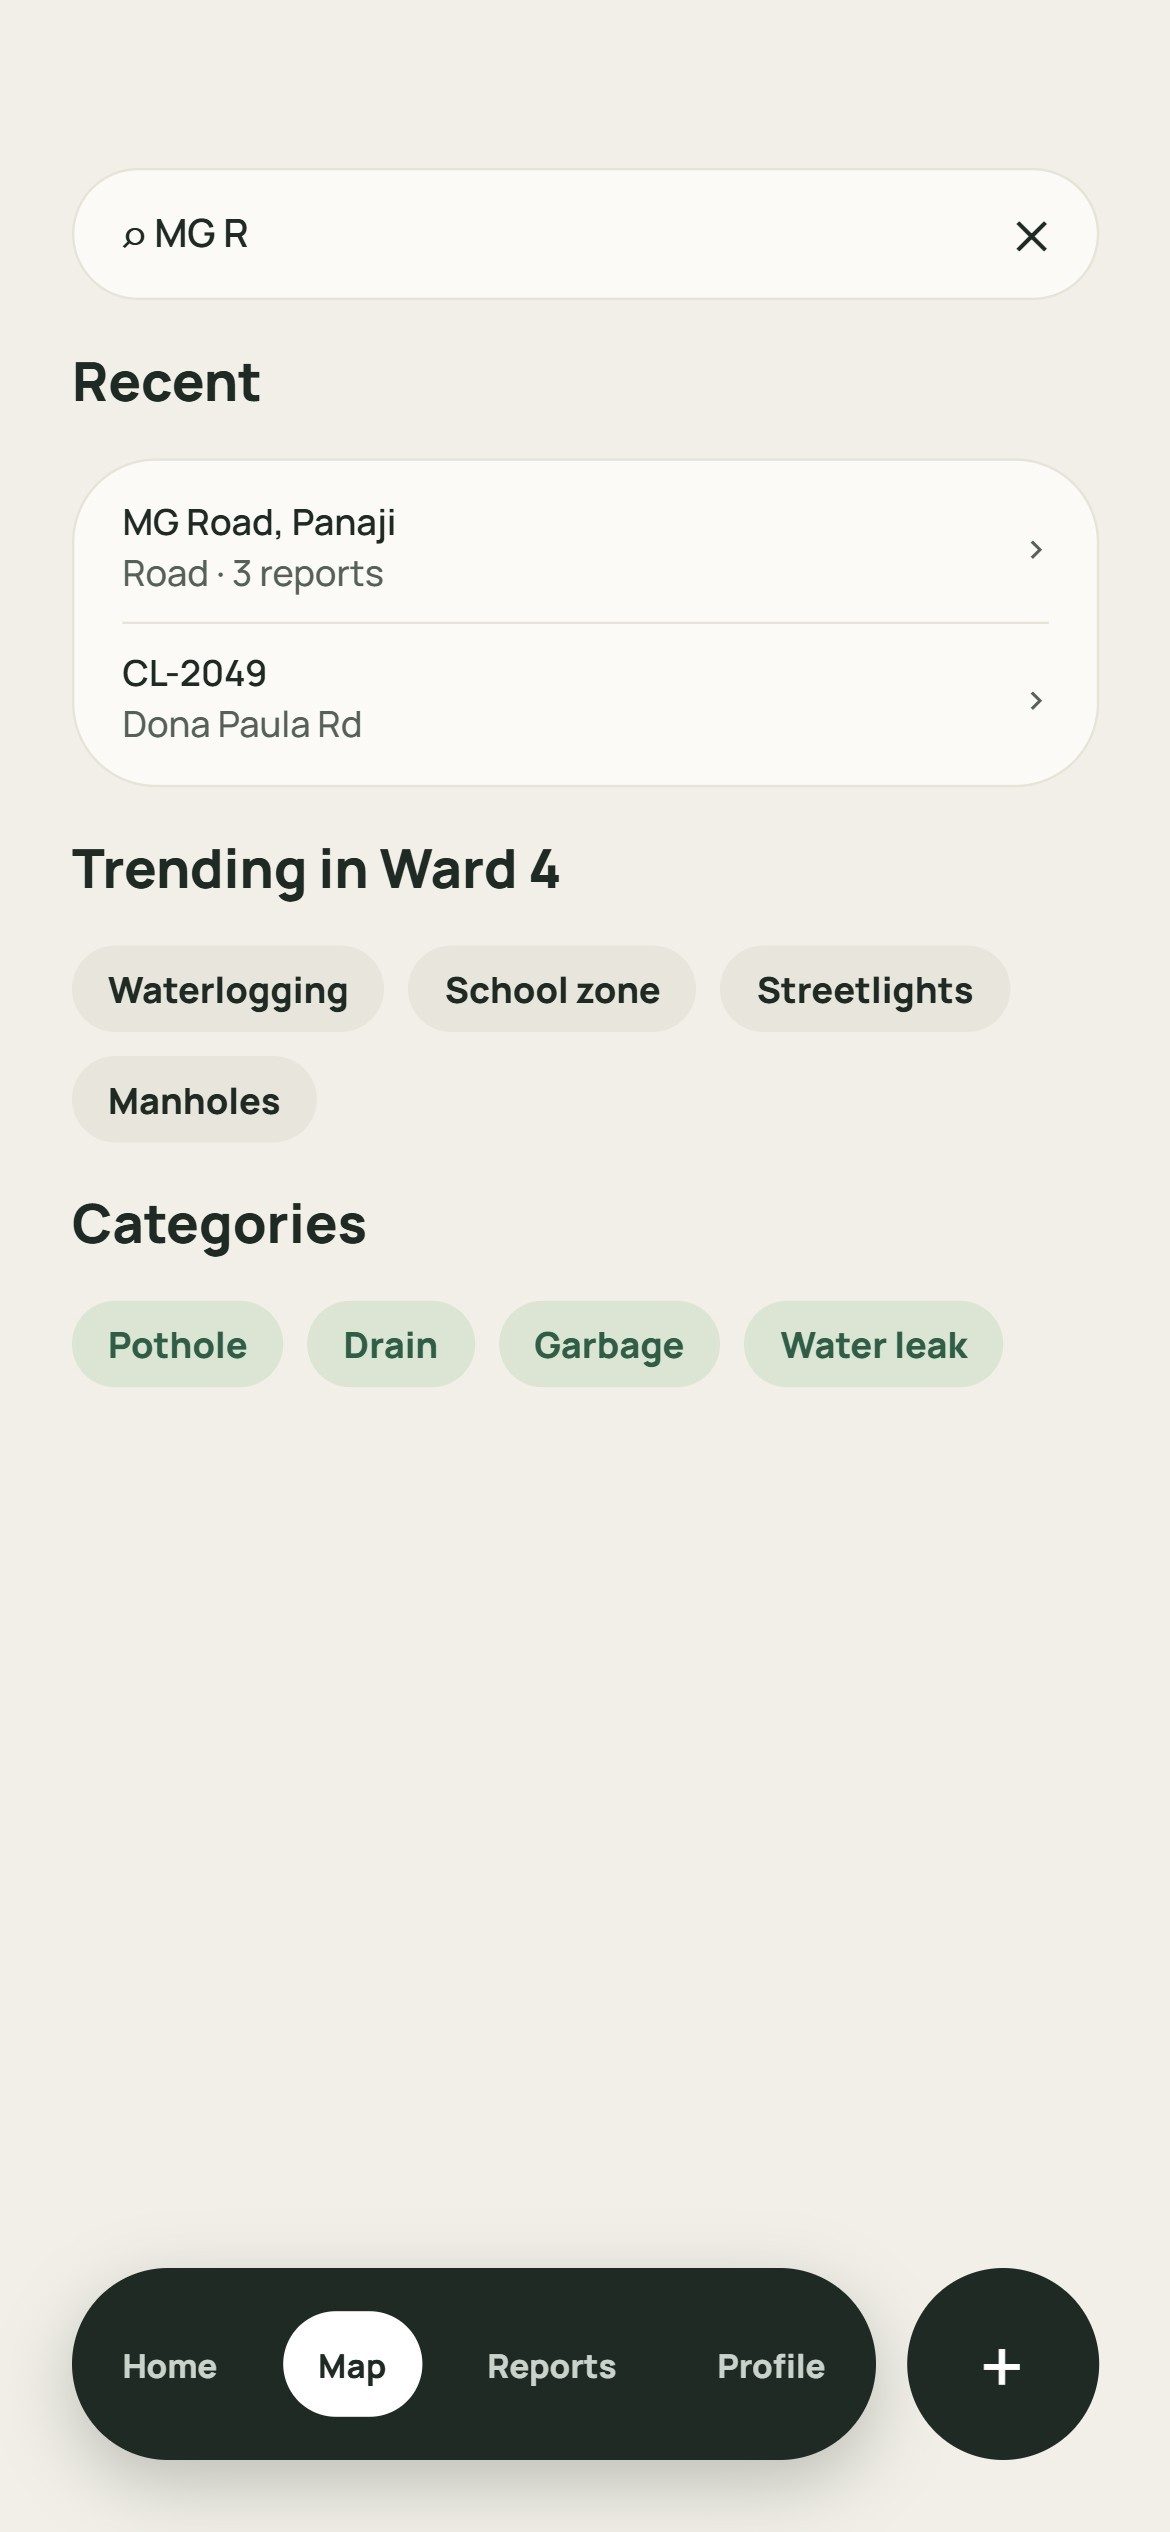 ⌕ MG R
Recent
MG Road, Panaji
Road · 3 reports
CL-2049
Dona Paula Rd
Trending in Ward 4
Waterlogging School zone Streetlights
Manholes
Categories
Pothole Drain Garbage Water leak
Home Map Reports Profile +